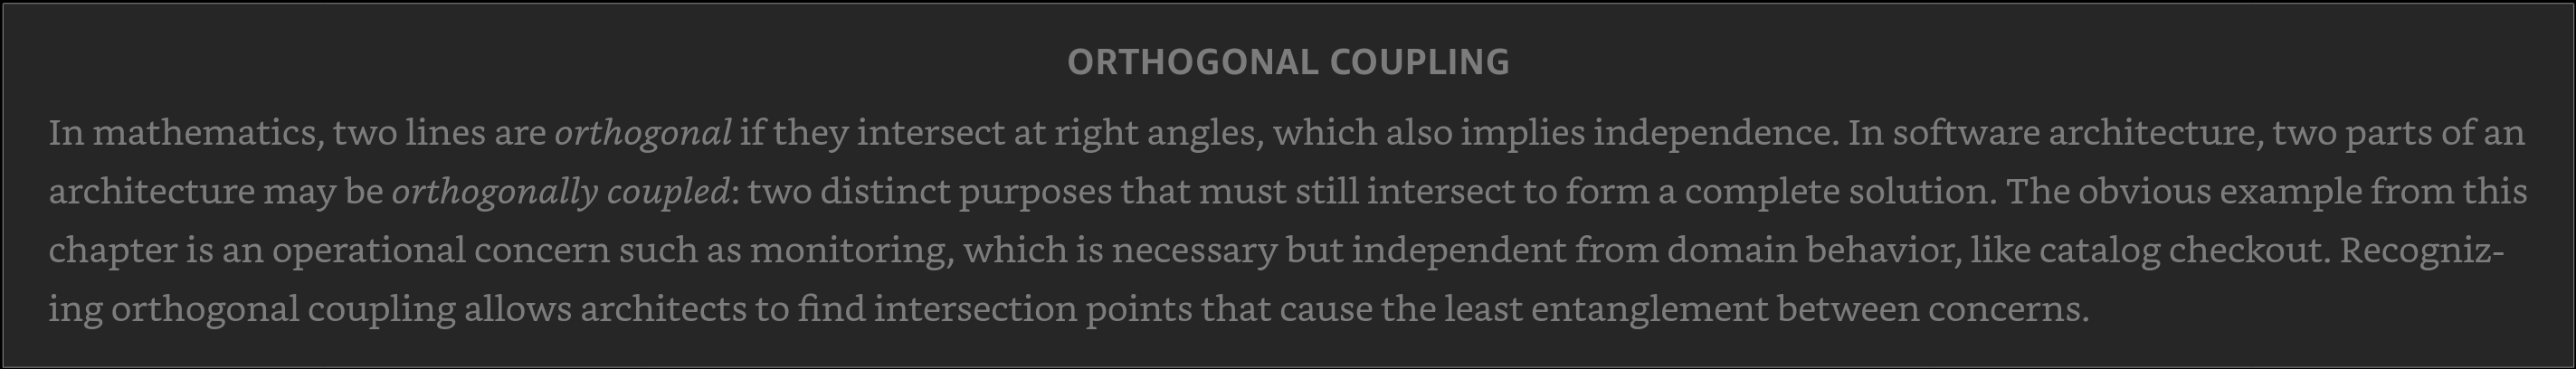 ORTHOGONAL COUPLING
In mathematics, two lines are orthogonal if they intersect at right angles, which also implies independence. In software architecture, two parts of an
architecture may be orthogonally coupled: two distinct purposes that must still intersect to form a complete solution. The obvious example from this
chapter is an operational concern such as monitoring, which is necessary but independent from domain behavior, like catalog checkout. Recogniz-
ing orthogonal coupling allows architects to find intersection points that cause the least entanglement between concerns.